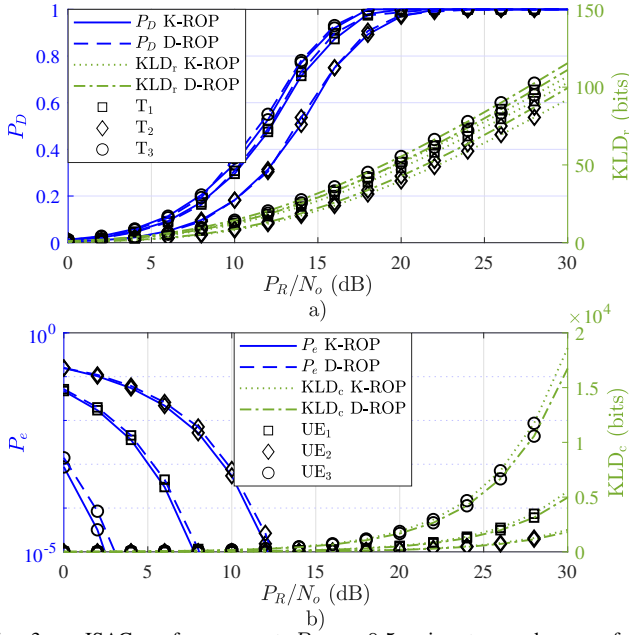 1
0.8
0.6
0.4
0.2
0
P_D
P_D K-ROP
P_D D-ROP
KLD_r K-ROP
KLD_r D-ROP
T_1
T_2
T_3
150
100
50
0
KLD_r (bits)
0 5 10 15 20 25 30
P_R/N_o (dB)
a)
10^0
10^-5
P_e
P_e K-ROP
P_e D-ROP
KLD_c K-ROP
KLD_c D-ROP
UE_1
UE_2
UE_3
×10^4
2
1.5
1
0.5
0
KLD_c (bits)
0 5 10 15 20 25 30
P_R/N_o (dB)
b)